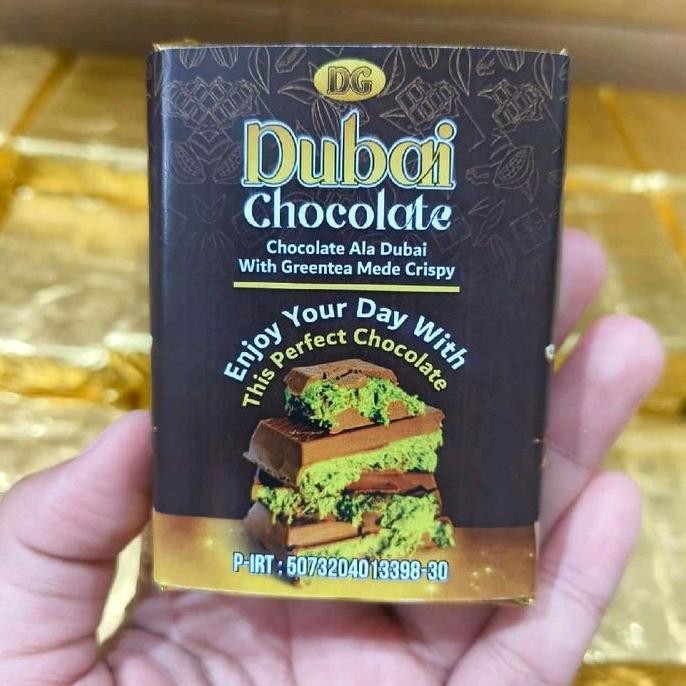 DG
Dubai
Chocolate
Chocolate Ala Dubai
With Greentea Mede Crispy
Enjoy Your Day With
This Perfect Chocolate
P-IRT : 5073204013398-30